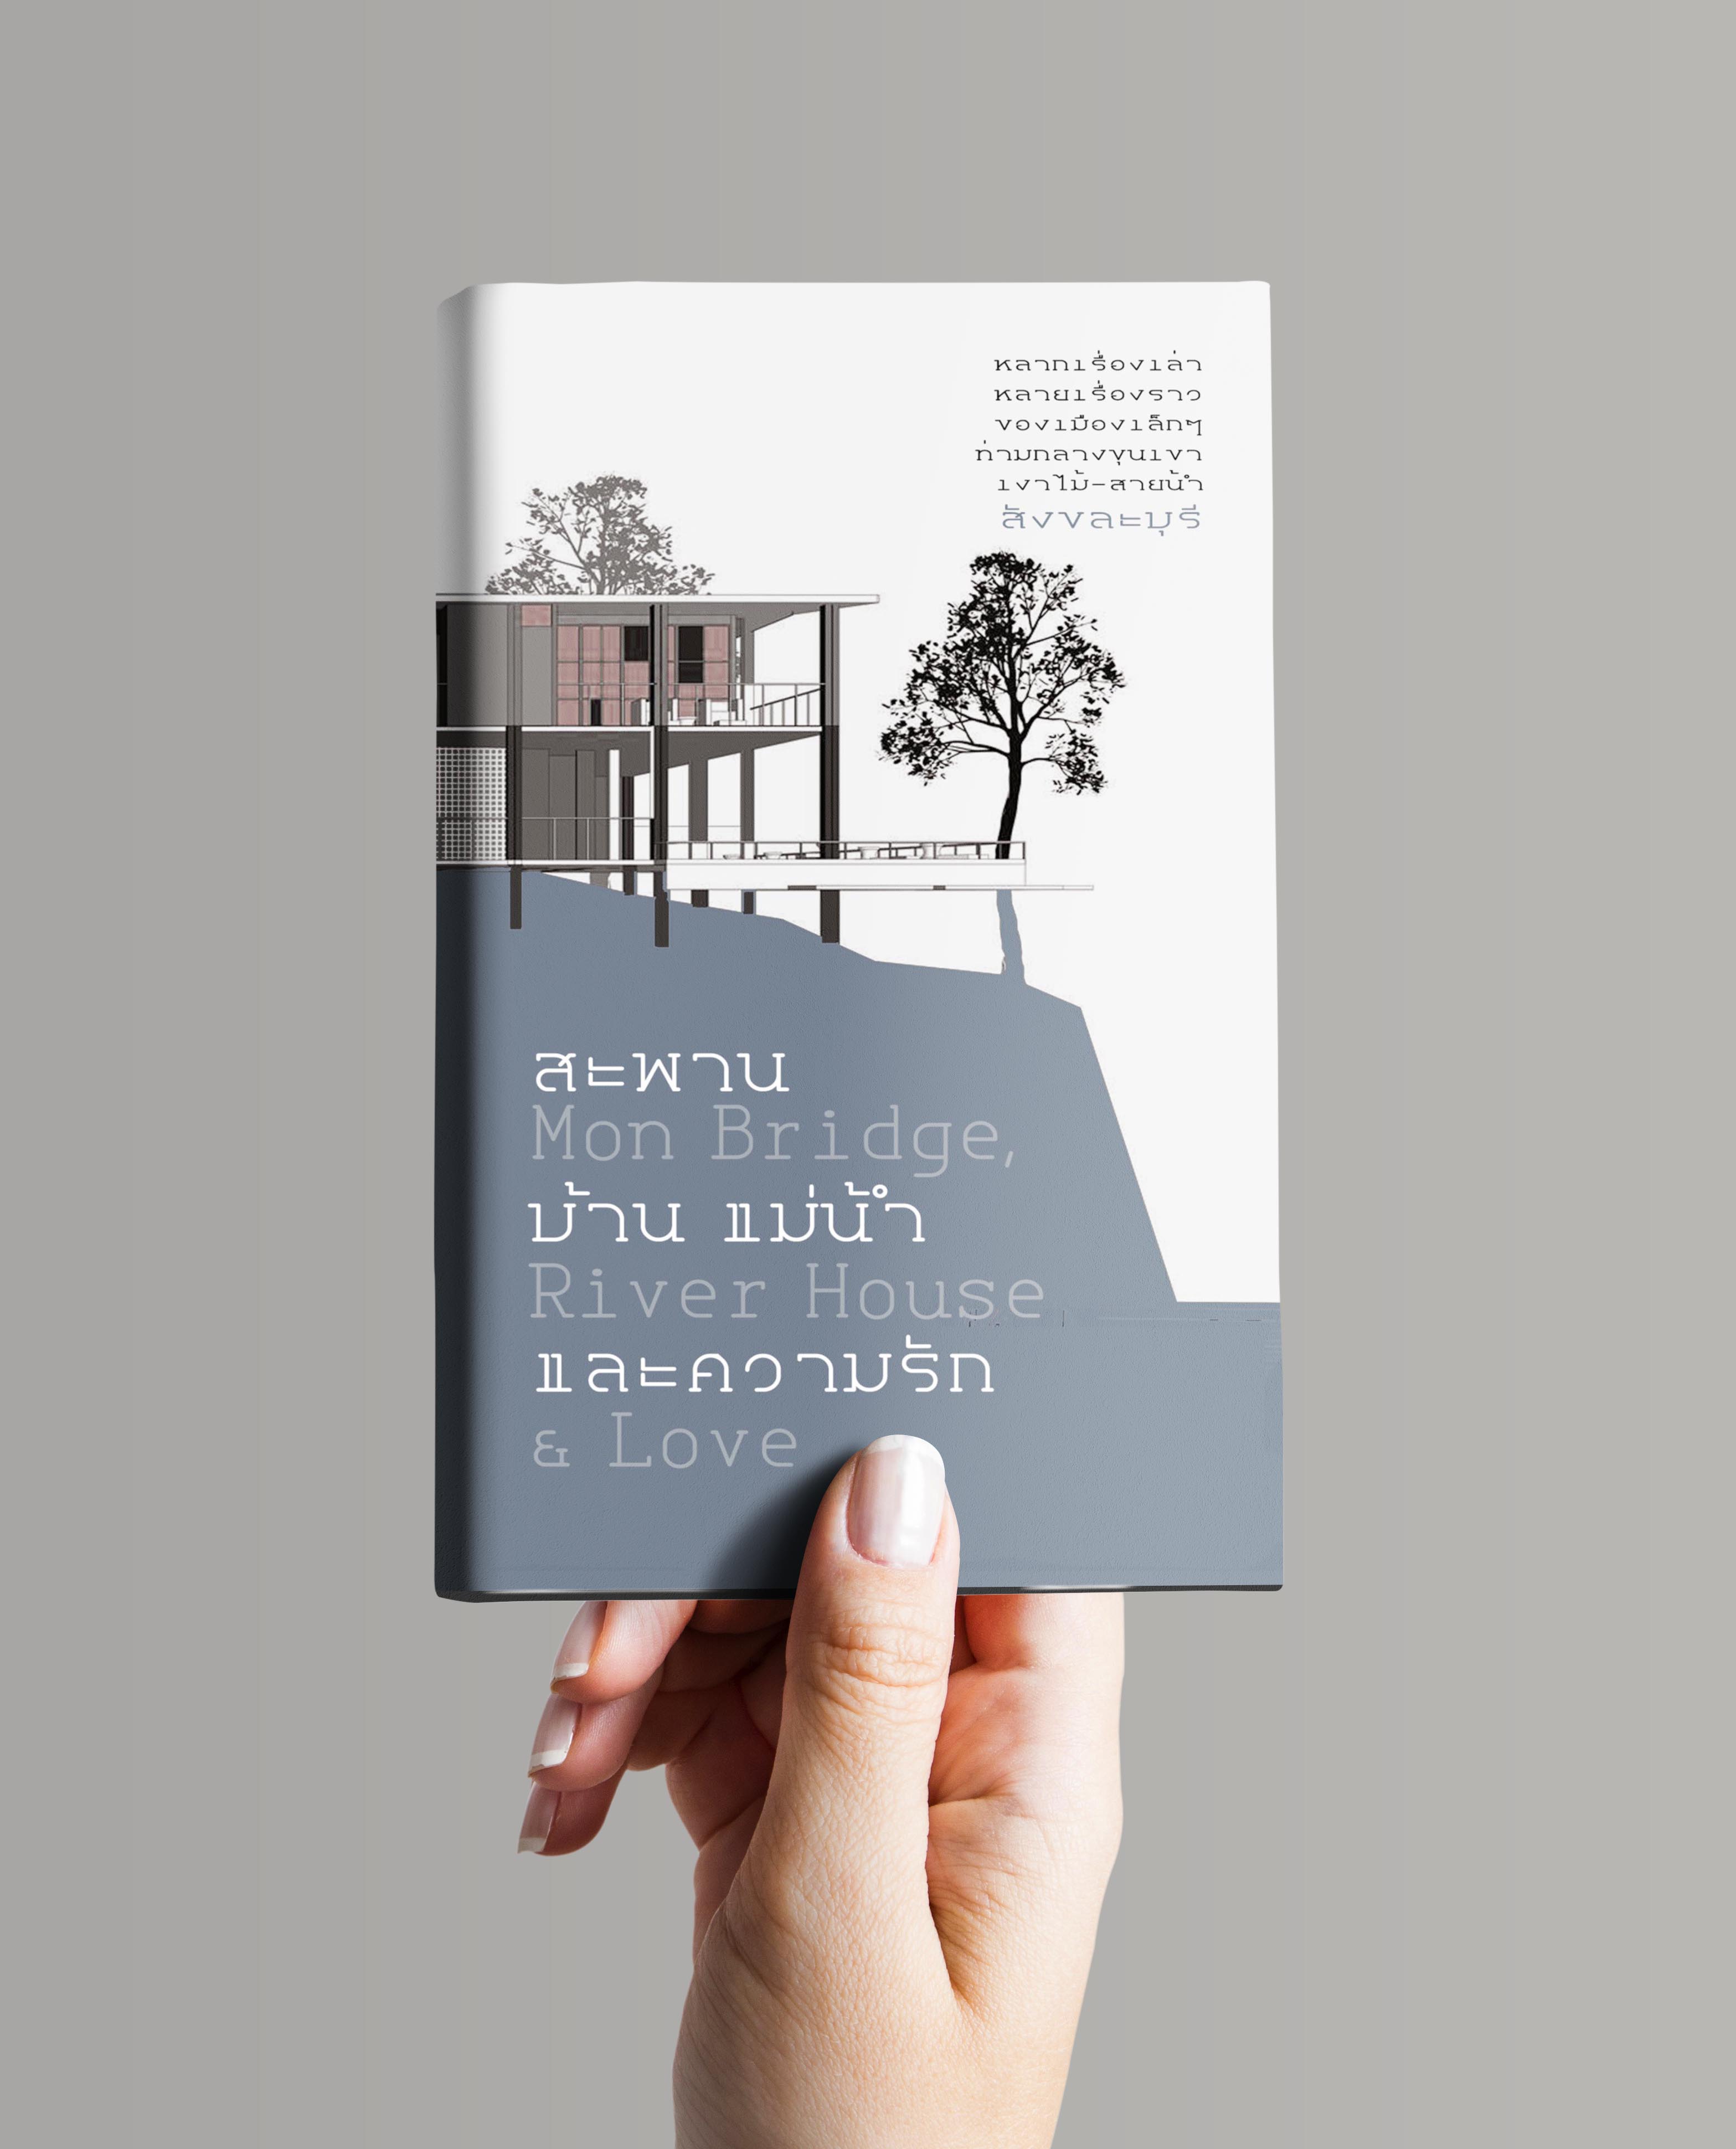 หลากเรื่องเล่า
หลายเรื่องราว
ของเมืองเล็กๆ
ท่ามกลางขุนเขา
เงาไม้-สายน้ำ
สังขละบุรี
สะพาน
Mon Bridge,
บ้าน แม่น้ำ
River House
และความรัก
& Love